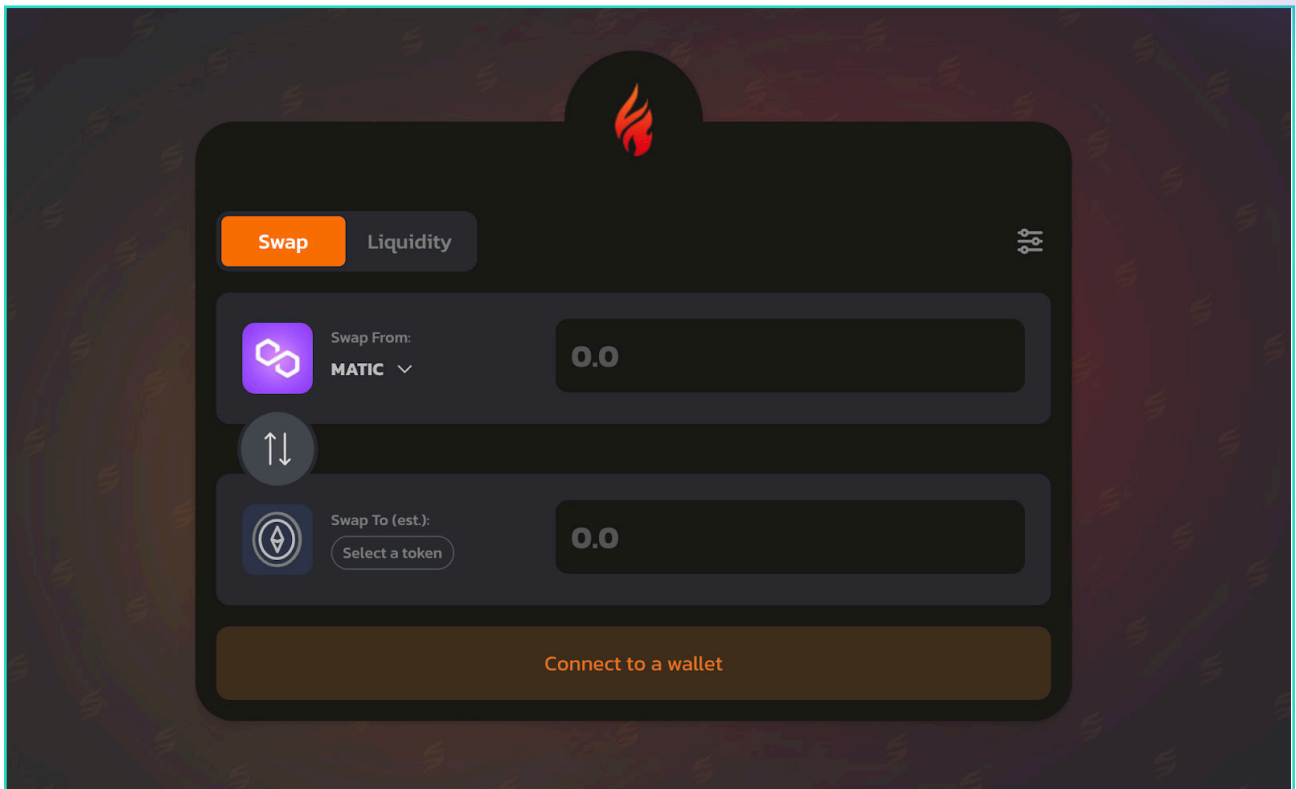 Swap
Liquidity
Swap From:
MATIC
0.0
Swap To (est.):
Select a token
0.0
Connect to a wallet